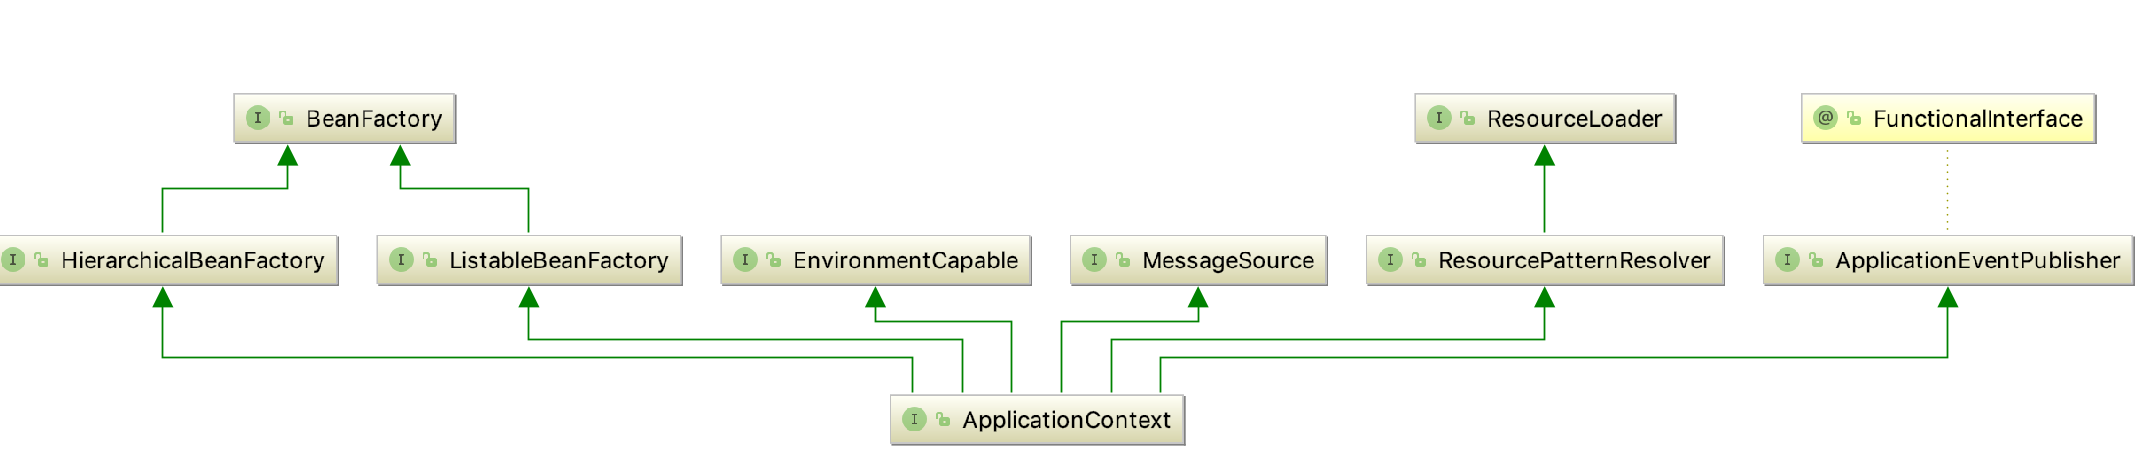 I BeanFactory
I ResourceLoader
@ FunctionalInterface
I HierarchicalBeanFactory
I ListableBeanFactory
I EnvironmentCapable
I MessageSource
I ResourcePatternResolver
I ApplicationEventPublisher
I ApplicationContext